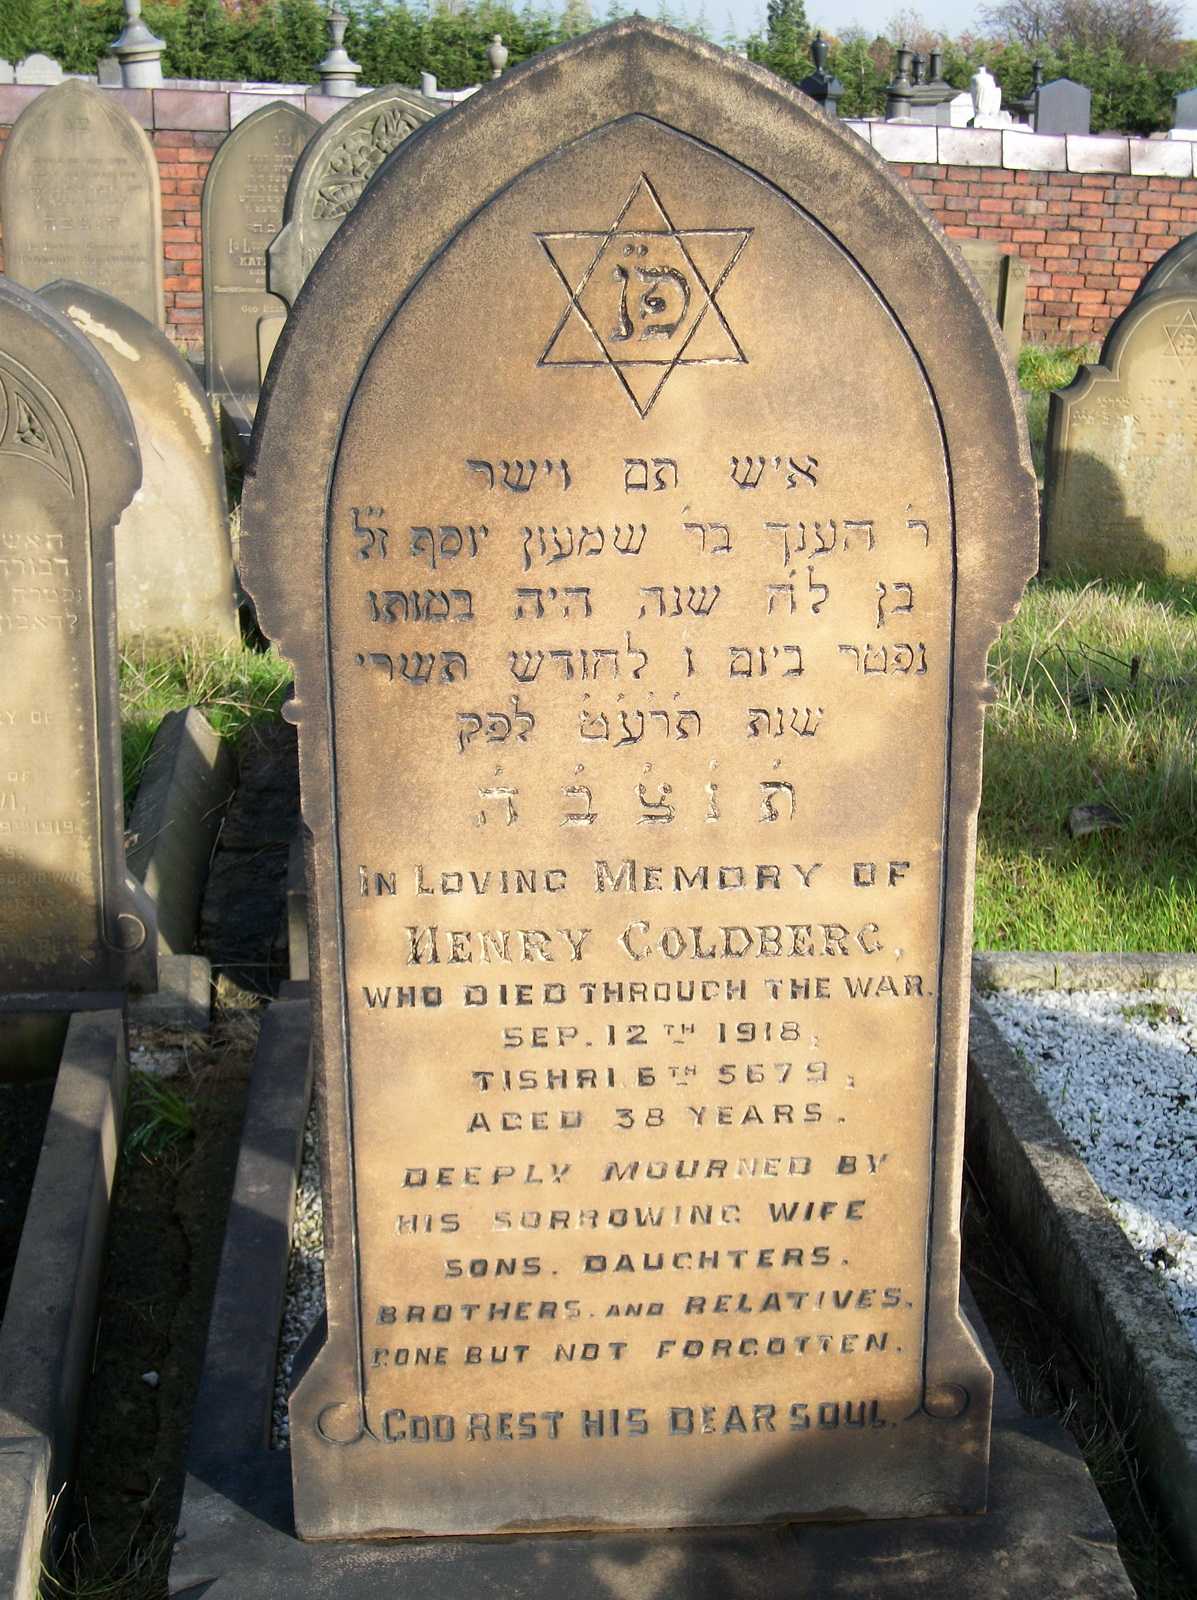 פ״ן
איש תם וישר
ר׳ הענך בר׳ שמעון יוסף ז״ל
בן ל׳ח׳ שנה היה במותו
נפטר ביום ו לחודש תשרי
שנת ת׳ר׳ע׳ט׳ לפק
ת׳ ו׳ צ׳ ב׳ ה׳
IN LOVING MEMORY OF
HENRY GOLDBERG,
WHO DIED THROUGH THE WAR.
SEP. 12TH 1918,
TISHRI 6TH 5679,
AGED 38 YEARS.
DEEPLY MOURNED BY
HIS SORROWING WIFE
SONS. DAUGHTERS.
BROTHERS. AND RELATIVES.
GONE BUT NOT FORGOTTEN.
GOD REST HIS DEAR SOUL.